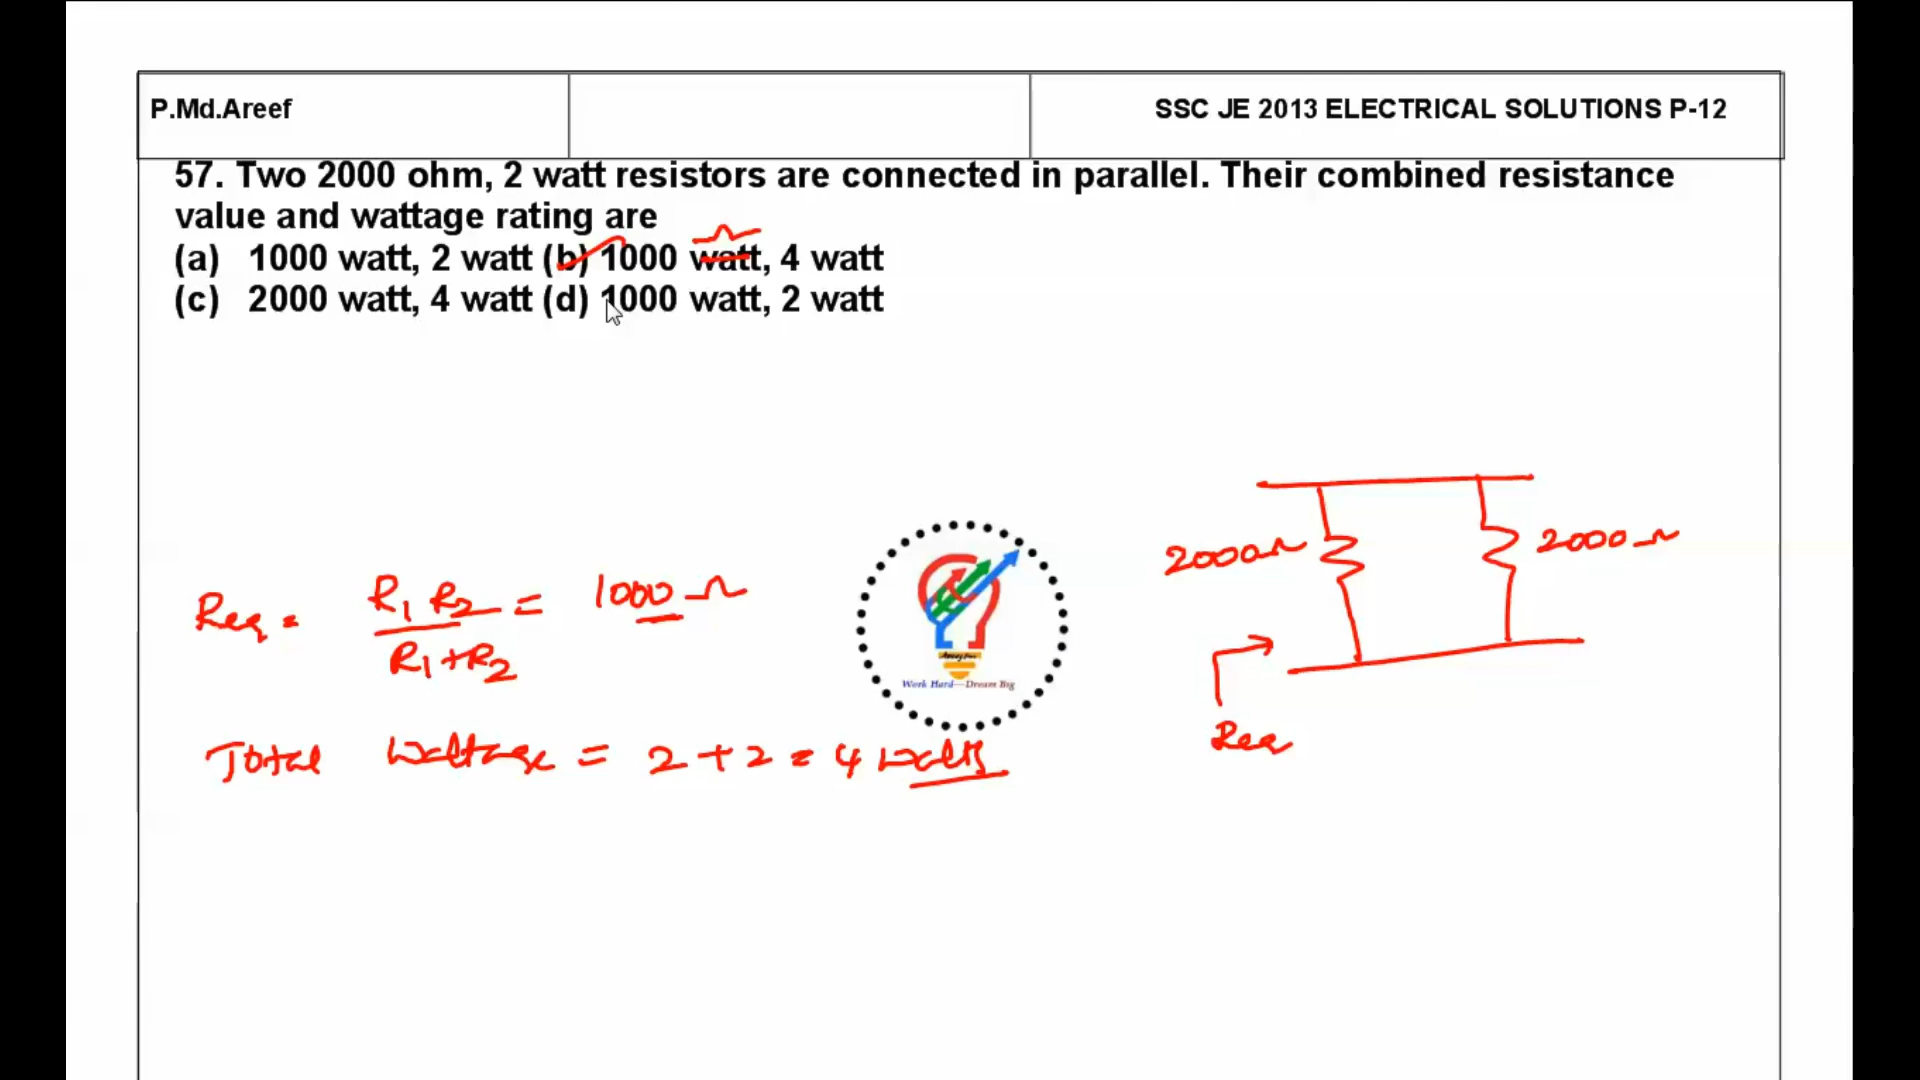 P.Md.Areef
SSC JE 2013 ELECTRICAL SOLUTIONS P-12
57. Two 2000 ohm, 2 watt resistors are connected in parallel. Their combined resistance
value and wattage rating are
(a) 1000 watt, 2 watt (b) 1000 watt, 4 watt
Ω
(c) 2000 watt, 4 watt (d) 1000 watt, 2 watt
2000Ω 2000Ω
Req = R1 R2 / R1+R2 = 1000 Ω
Work Hard—Dream Big
Req
Total Wattage = 2 + 2 = 4 watts